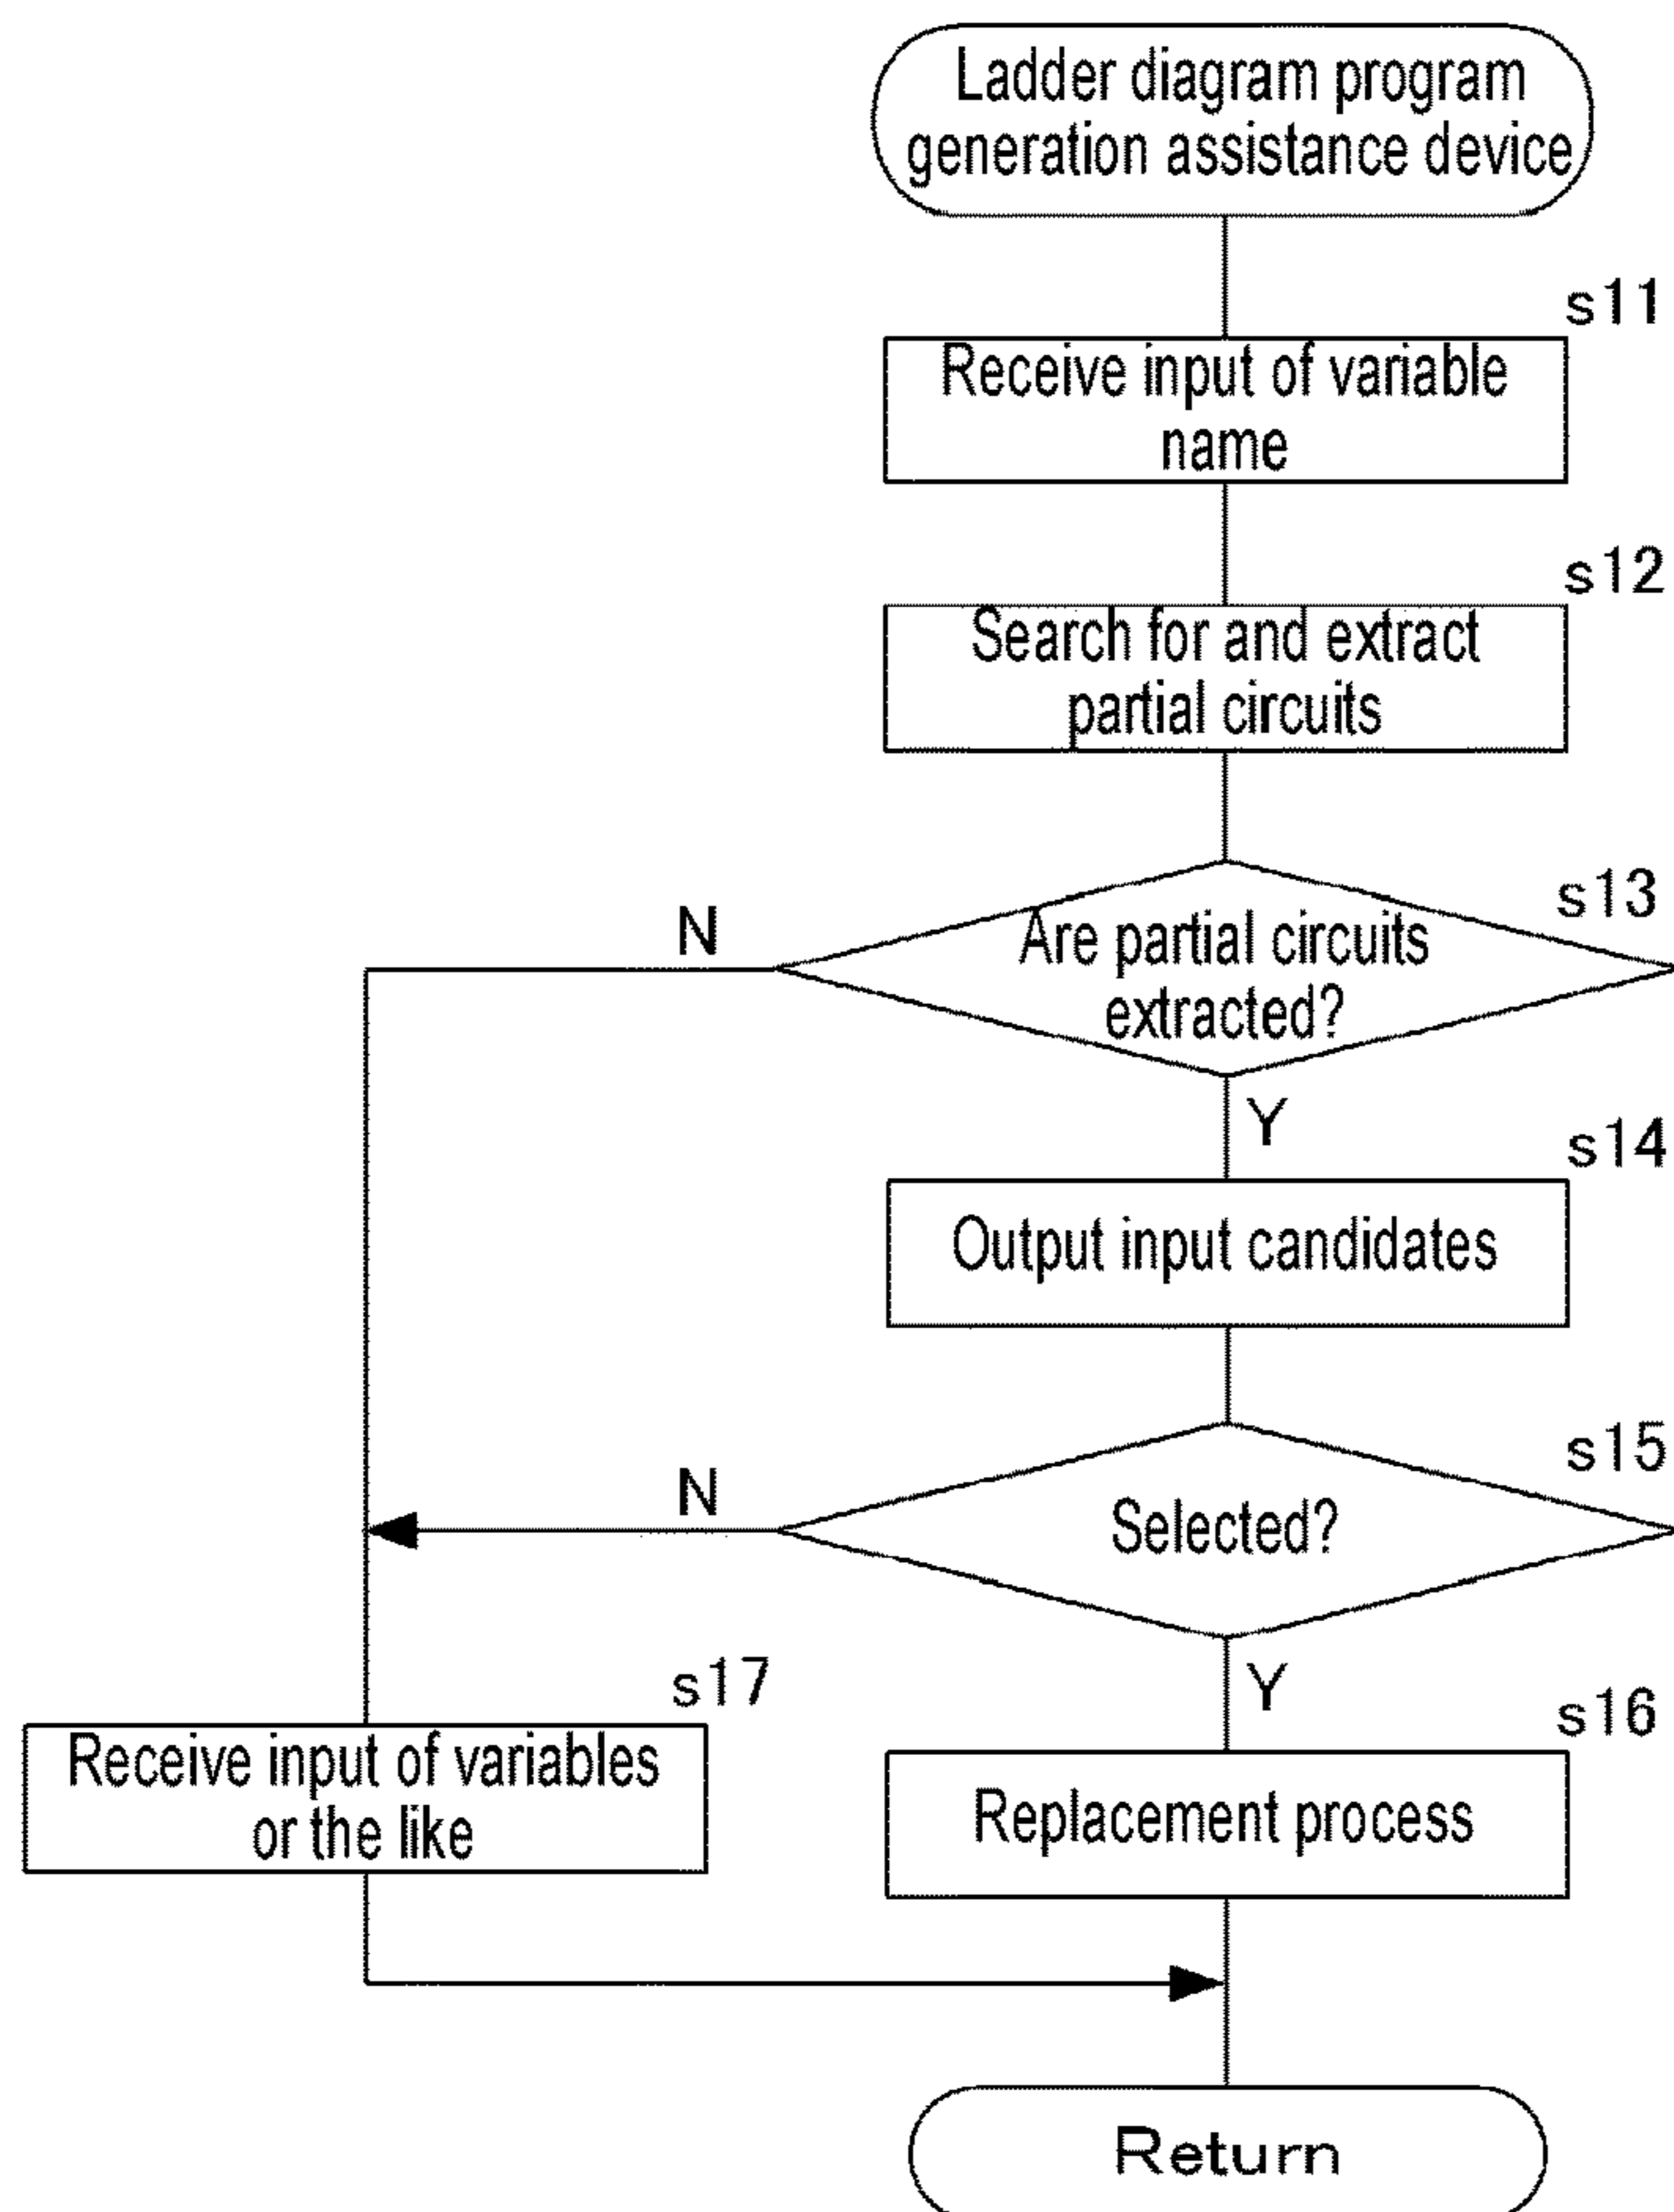 Ladder diagram program
generation assistance device
s11
Receive input of variable
name
s12
Search for and extract
partial circuits
s13
N
Are partial circuits
extracted?
Y
s14
Output input candidates
s15
N
Selected?
Y
s17
Receive input of variables
or the like
s16
Replacement process
Return